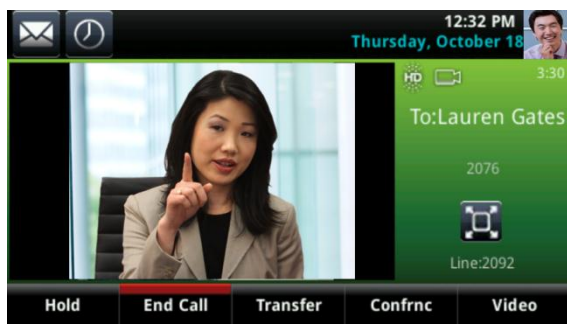 12:32 PM
Thursday, October 18
HD
3:30
To:Lauren Gates
2076
Line:2092
Hold
End Call
Transfer
Confrnc
Video